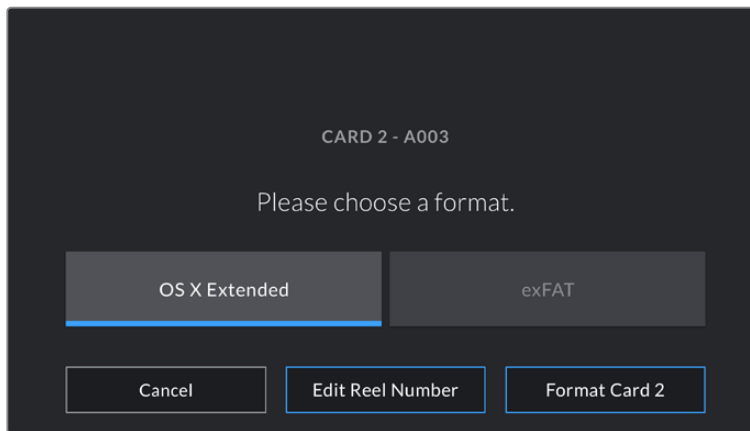 CARD 2 - A003
Please choose a format.
OS X Extended
exFAT
Cancel
Edit Reel Number
Format Card 2